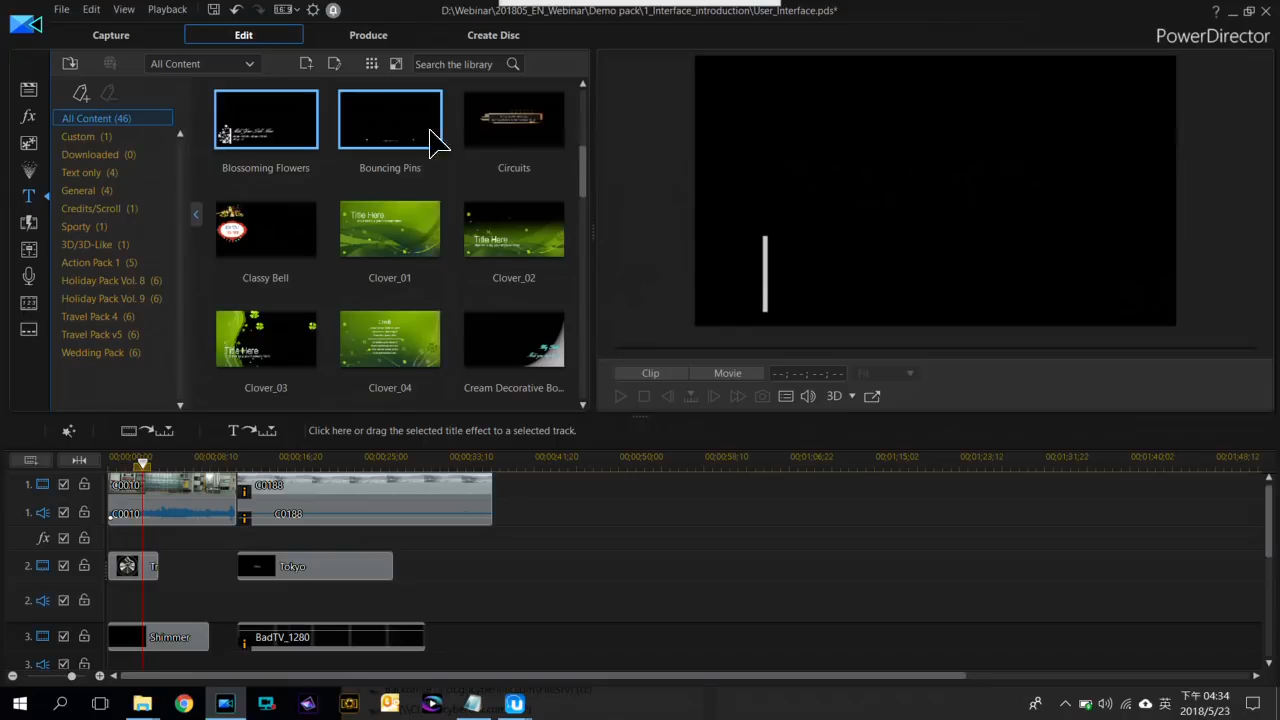 File Edit View Playback
D:\Webinar\201805_EN_Webinar\Demo pack\1_Interface_introduction\User_Interface.pds*
PowerDirector
Capture Edit Produce Create Disc
All Content
Search the library
All Content (46)
Custom (1)
Downloaded (0)
Text only (4)
General (4)
Credits/Scroll (1)
Sporty (1)
3D/3D-Like (1)
Action Pack 1 (5)
Holiday Pack Vol. 8 (6)
Holiday Pack Vol. 9 (6)
Travel Pack 4 (6)
Wedding Pack (6)
Blossoming Flowers Bouncing Pins Circuits
Title Here
Title Here
Classy Bell Clover_01 Clover_02
Title Here
Clover_03 Clover_04 Cream Decorative Bo...
Clip Movie --;--;--;-- Fit
3D
T
Click here or drag the selected title effect to a selected track.
00;00;00;00 00;00;08;10 00;00;16;20 00;00;25;00 00;00;33;10 00;00;41;20 00;00;50;00 00;00;58;10 00;01;06;22 00;01;15;02 00;01;23;12 00;01;31;22 00;01;40;02 00;01;48;12
1. C0010 C0188
1. C0010 C0188
fx
2. Tr Tokyo
2.
3. Shimmer BadTV_1280
3.
英
下午 04:34
2018/5/23